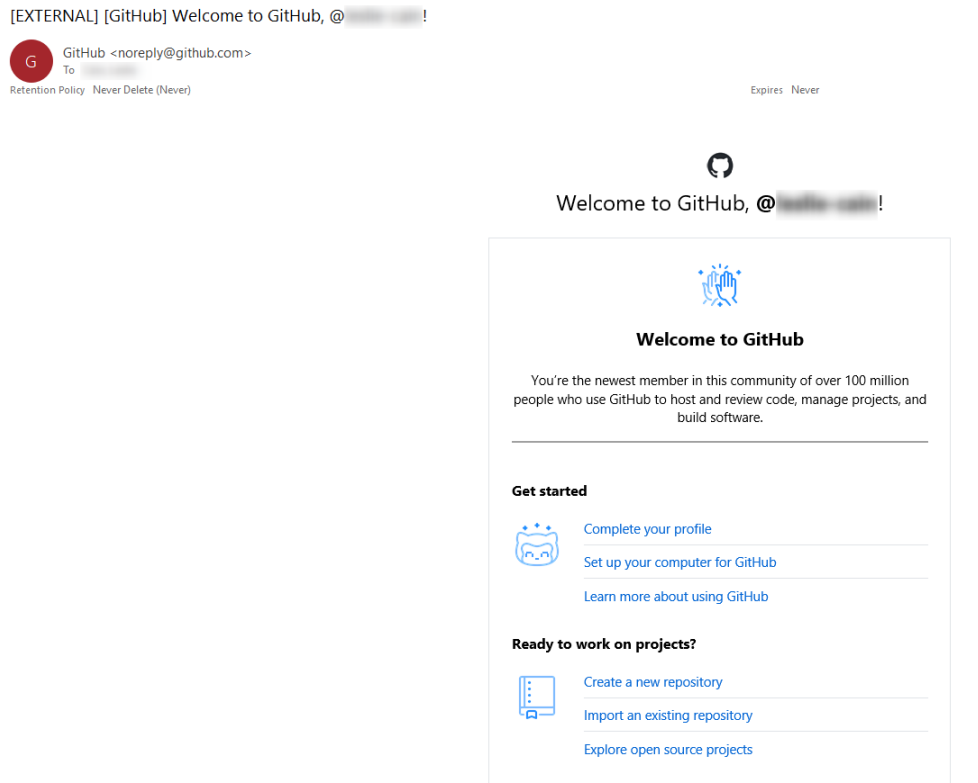 [EXTERNAL] [GitHub] Welcome to GitHub, @ !
G
GitHub <noreply@github.com>
To
Retention Policy Never Delete (Never)
Expires Never
Welcome to GitHub, @ !
Welcome to GitHub
You're the newest member in this community of over 100 million
people who use GitHub to host and review code, manage projects, and
build software.
Get started
Complete your profile
Set up your computer for GitHub
Learn more about using GitHub
Ready to work on projects?
Create a new repository
Import an existing repository
Explore open source projects